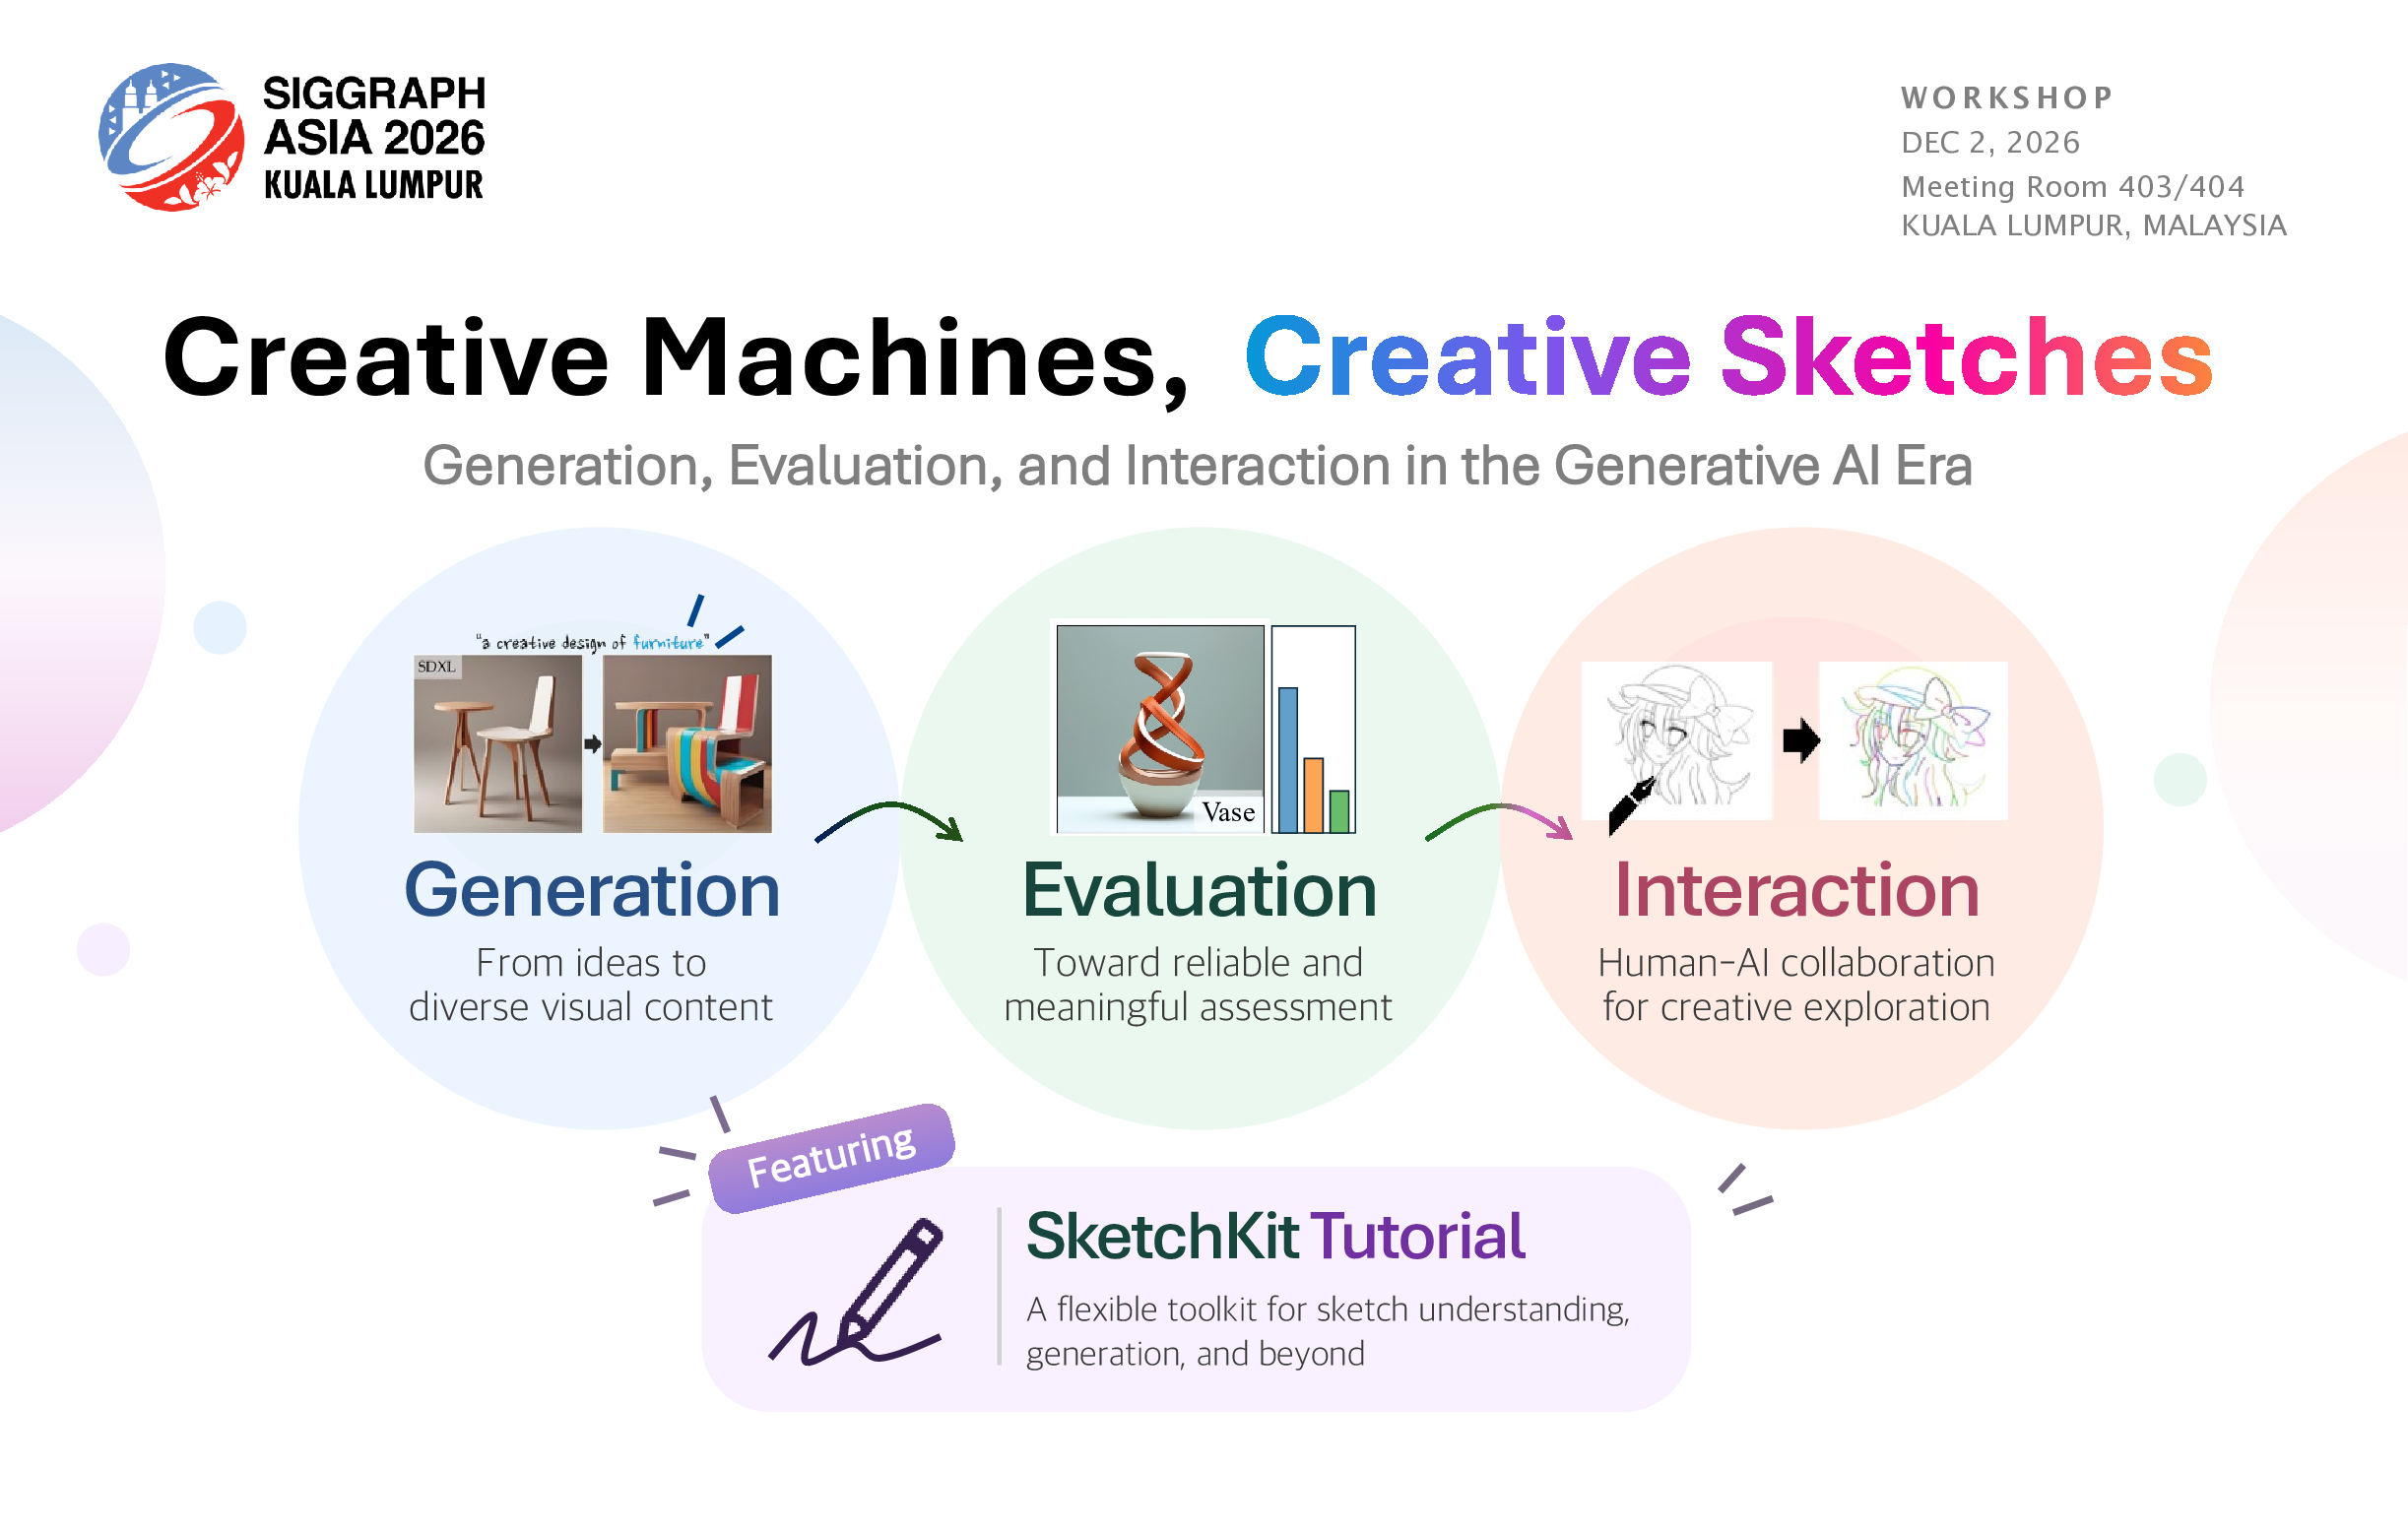 SIGGRAPH
ASIA 2026
KUALA LUMPUR
WORKSHOP
DEC 2, 2026
Meeting Room 403/404
KUALA LUMPUR, MALAYSIA
Creative Machines, Creative Sketches
Generation, Evaluation, and Interaction in the Generative AI Era
"a creative design of furniture"
SDXL
Generation
From ideas to
diverse visual content
Vase
Evaluation
Toward reliable and
meaningful assessment
Interaction
Human-AI collaboration
for creative exploration
Featuring
SketchKit Tutorial
A flexible toolkit for sketch understanding,
generation, and beyond